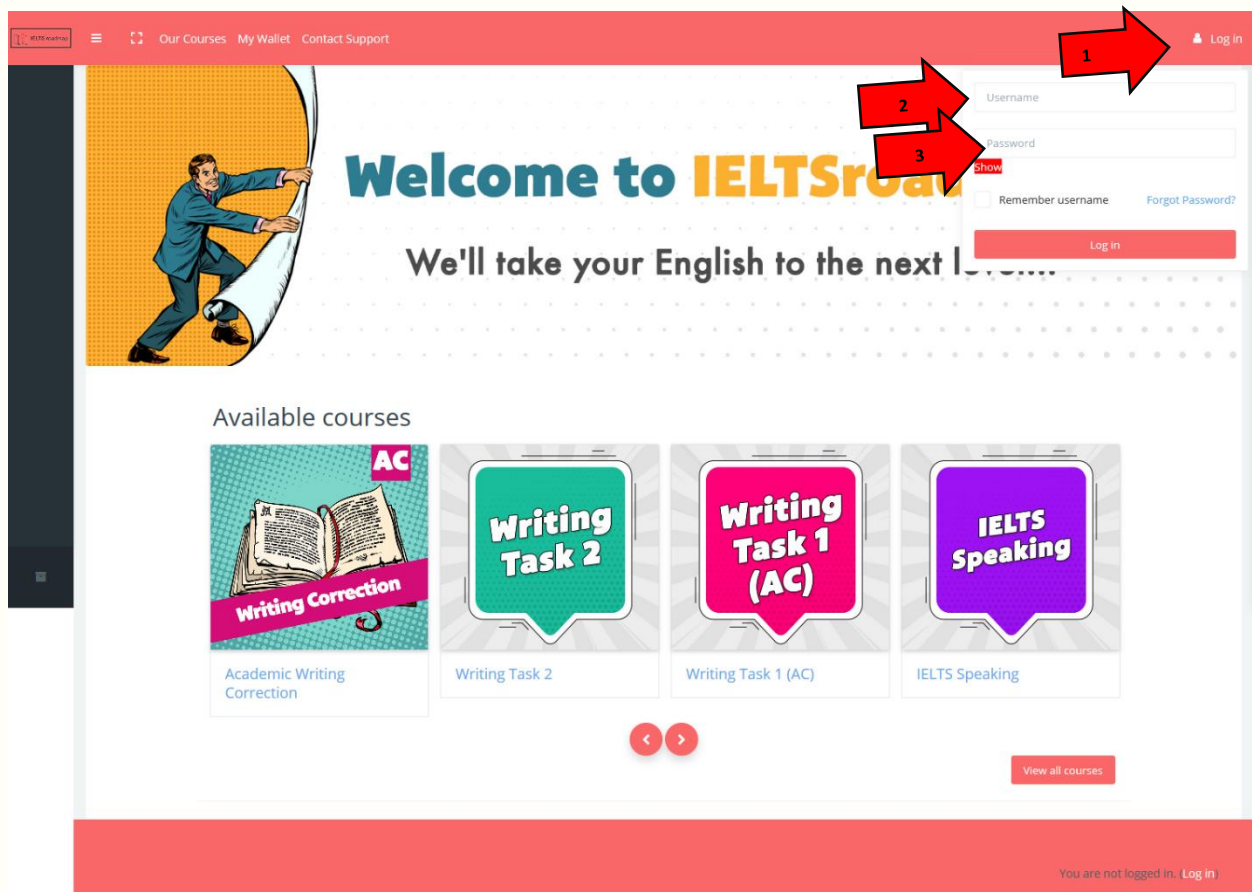 IELTS roadmap
Our Courses My Wallet Contact Support
Log in
1
2
Username
3
Password
Show
Remember username Forgot Password?
Log in
Welcome to IELTSroad
We'll take your English to the next
Available courses
AC
Writing Correction
Writing
Task 2
Writing
Task 1
(AC)
IELTS
Speaking
Academic Writing
Correction
Writing Task 2
Writing Task 1 (AC)
IELTS Speaking
View all courses
You are not logged in. (Log in)